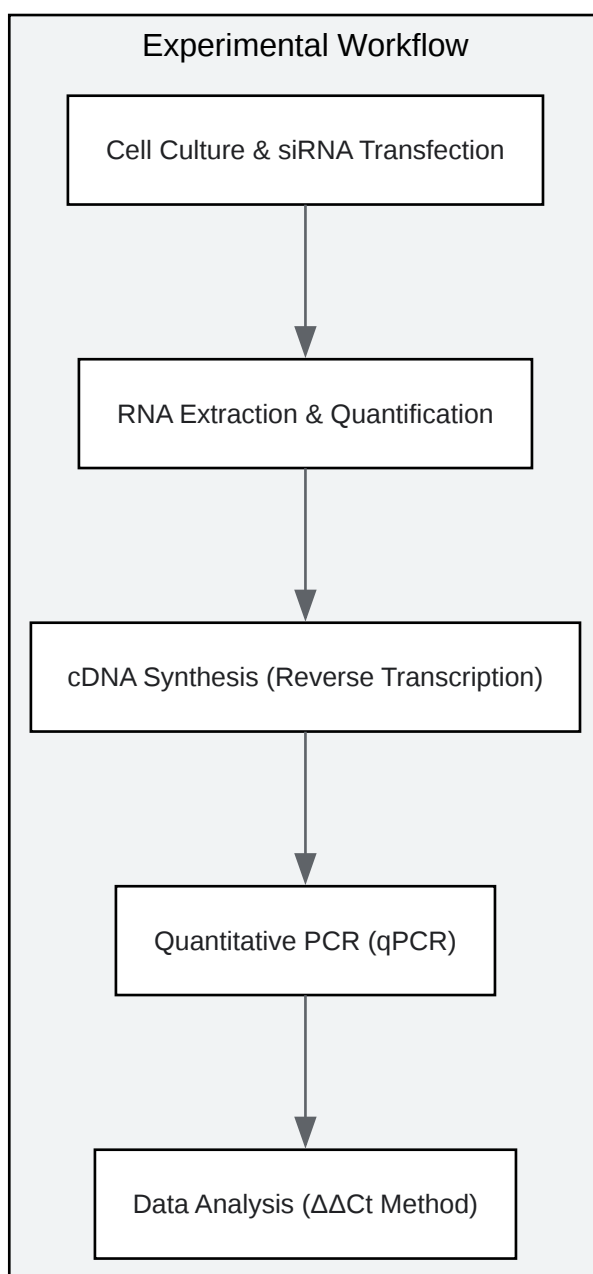 Experimental Workflow
Cell Culture & siRNA Transfection
RNA Extraction & Quantification
cDNA Synthesis (Reverse Transcription)
Quantitative PCR (qPCR)
Data Analysis (ΔΔCt Method)